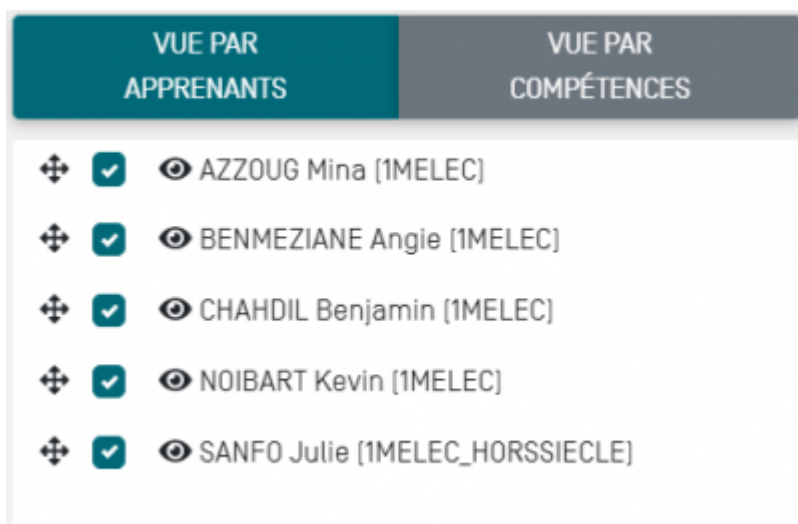 VUE PAR
APPRENANTS
VUE PAR
COMPÉTENCES
AZZOUG Mina [1MELEC]
BENMEZIANE Angie [1MELEC]
CHAHDIL Benjamin [1MELEC]
NOIBART Kevin [1MELEC]
SANFO Julie [1MELEC_HORSSIECLE]